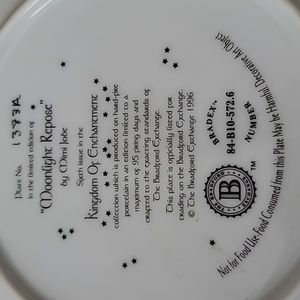 Plate No. 1393A
in the limited edition of
"Moonlight Repose"
by Mimi Jobe
Sixth issue in the
Kingdom Of Enchantment
collection which is produced on hard-fire
porcelain in an edition limited to a
maximum of 95 firing days and
crafted to the exacting standards of
The Bradford Exchange.
This plate is officially listed for
trading on the Bradford Exchange.
© The Bradford Exchange 1996
BRADEX®
84-B10-572.6
NUMBER
B
TM
Not for Food Use. Food Consumed from this Plate May be Harmful. Decorative Art Object